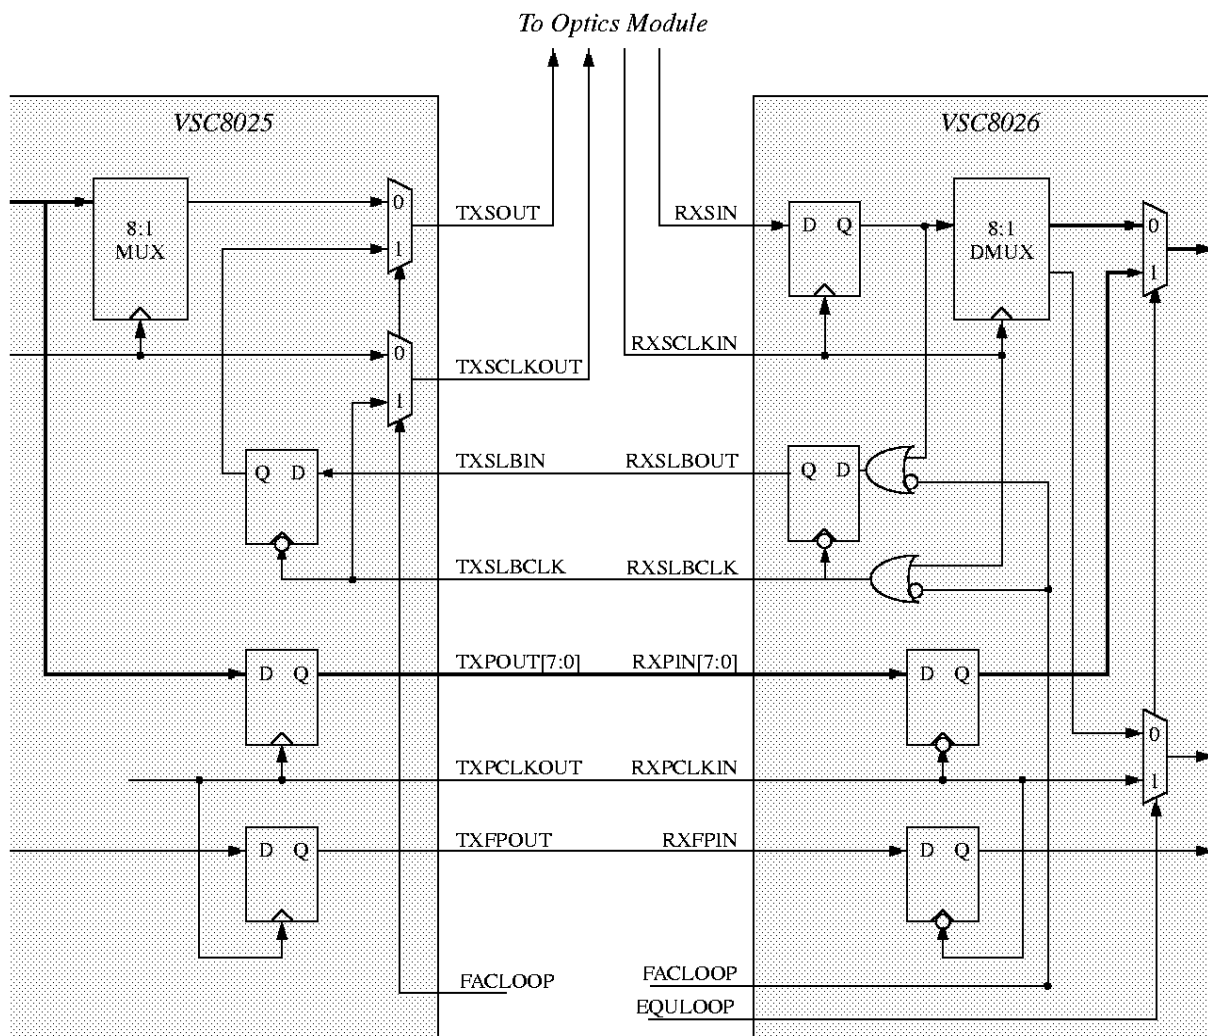 To Optics Module
VSC8025
VSC8026
0
TXSOUT
RXSIN
D Q
8:1
DMUX
0
8:1
MUX
1
1
0
TXSCLKOUT
RXSCLKIN
1
Q D
TXSLBIN
RXSLBOUT
Q D
TXSLBCLK
RXSLBCLK
D Q
TXPOUT[7:0]
RXPIN[7:0]
D Q
0
TXPCLKOUT
RXPCLKIN
1
D Q
TXFPOUT
RXFPIN
D Q
FACLOOP
FACLOOP
EQULOOP